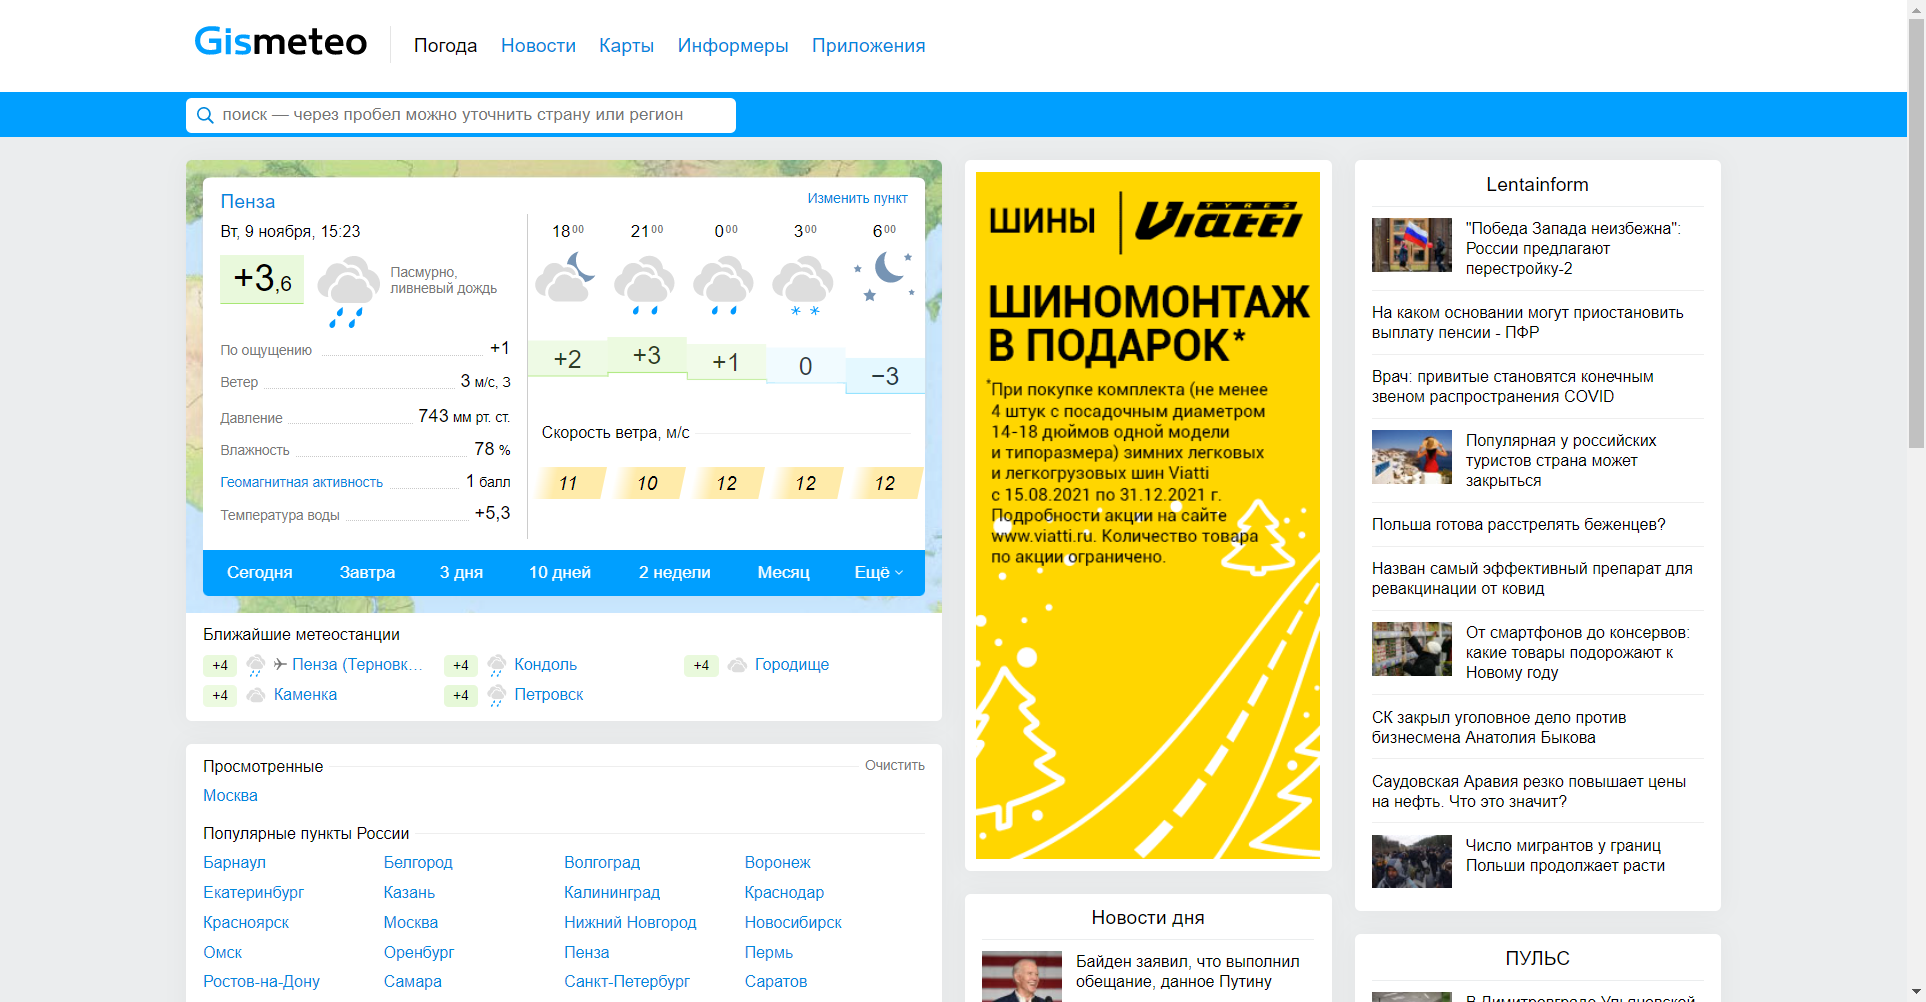 Gismeteo
Погода Новости Карты Информеры Приложения
поиск — через пробел можно уточнить страну или регион
Пенза
Изменить пункт
Вт, 9 ноября, 15:23
+3,6
Пасмурно,
ливневый дождь
По ощущению +1
Ветер 3 м/с, З
Давление 743 мм рт. ст.
Влажность 78 %
Геомагнитная активность 1 балл
Температура воды +5,3
18 00 21 00 0 00 3 00 6 00
+2 +3 +1 0 −3
Скорость ветра, м/с
11 10 12 12 12
Сегодня Завтра 3 дня 10 дней 2 недели Месяц Ещё
Ближайшие метеостанции
+4 Пенза (Терновк... +4 Кондоль +4 Городище
+4 Каменка +4 Петровск
Просмотренные Очистить
Москва
Популярные пункты России
Барнаул Белгород Волгоград Воронеж
Екатеринбург Казань Калининград Краснодар
Красноярск Москва Нижний Новгород Новосибирск
Омск Оренбург Пенза Пермь
Ростов-на-Дону Самара Санкт-Петербург Саратов
ШИНЫ
TYRES
Viatti
ШИНОМОНТАЖ
В ПОДАРОК*
*При покупке комплекта (не менее
4 штук с посадочным диаметром
14-18 дюймов одной модели
и типоразмера) зимних легковых
и легкогрузовых шин Viatti
с 15.08.2021 по 31.12.2021 г.
Подробности акции на сайте
www.viatti.ru. Количество товара
по акции ограничено.
Новости дня
Байден заявил, что выполнил
обещание, данное Путину
Lentainform
"Победа Запада неизбежна":
России предлагают
перестройку-2
На каком основании могут приостановить
выплату пенсии - ПФР
Врач: привитые становятся конечным
звеном распространения COVID
Популярная у российских
туристов страна может
закрыться
Польша готова расстрелять беженцев?
Назван самый эффективный препарат для
ревакцинации от ковид
От смартфонов до консервов:
какие товары подорожают к
Новому году
СК закрыл уголовное дело против
бизнесмена Анатолия Быкова
Саудовская Аравия резко повышает цены
на нефть. Что это значит?
Число мигрантов у границ
Польши продолжает расти
ПУЛЬС
В Димитровграде Ульяновской